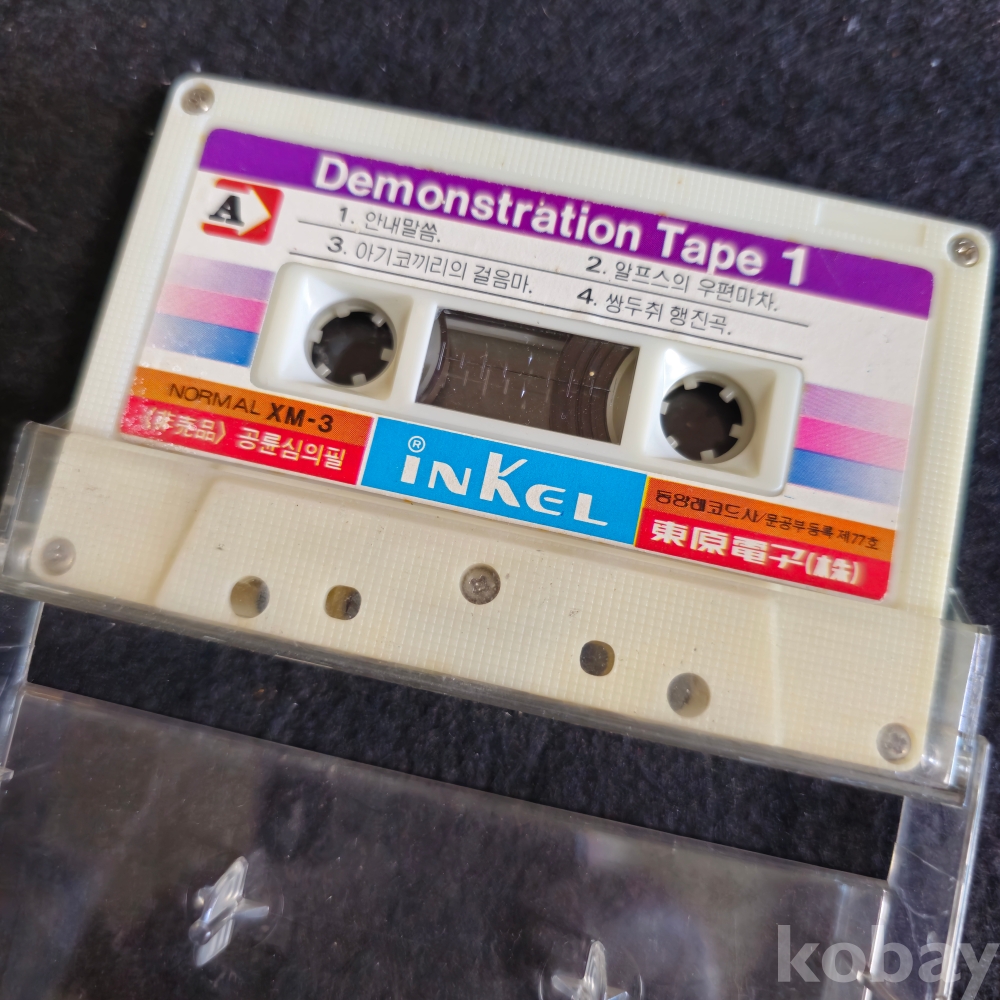 Demonstration Tape 1
A
1. 안내말씀.
2. 알프스의 우편마차.
3. 아기코끼리의 걸음마.
4. 쌍두취 행진곡.
NORMAL XM-3
《非売品》 공륜심의필
® inKEL
동양레코드사/문공부등록 제77호
東原電子(株)
kobay